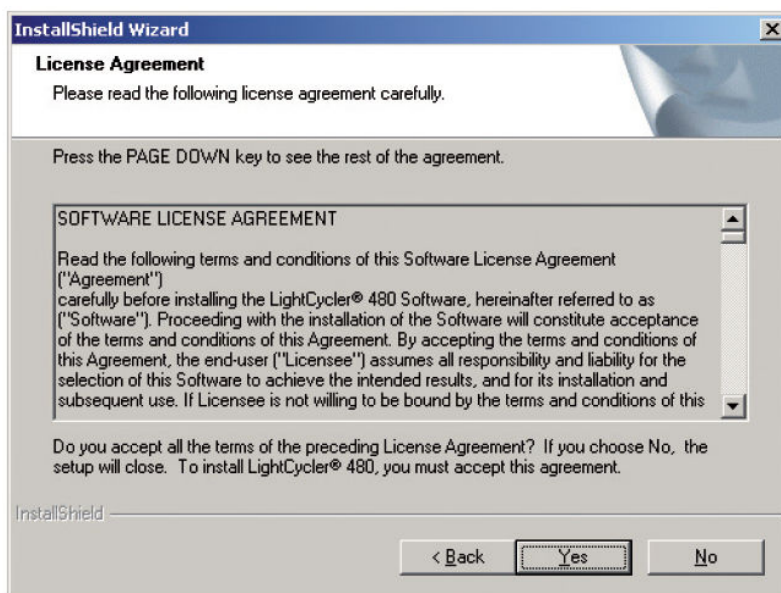 InstallShield Wizard
License Agreement
Please read the following license agreement carefully.
Press the PAGE DOWN key to see the rest of the agreement.
SOFTWARE LICENSE AGREEMENT
Read the following terms and conditions of this Software License Agreement
("Agreement")
carefully before installing the LightCycler® 480 Software, hereinafter referred to as
("Software"). Proceeding with the installation of the Software will constitute acceptance
of the terms and conditions of this Agreement. By accepting the terms and conditions of
this Agreement, the end-user ("Licensee") assumes all responsibility and liability for the
selection of this Software to achieve the intended results, and for its installation and
subsequent use. If Licensee is not willing to be bound by the terms and conditions of this
Do you accept all the terms of the preceding License Agreement? If you choose No, the
setup will close. To install LightCycler® 480, you must accept this agreement.
InstallShield
< Back Yes No